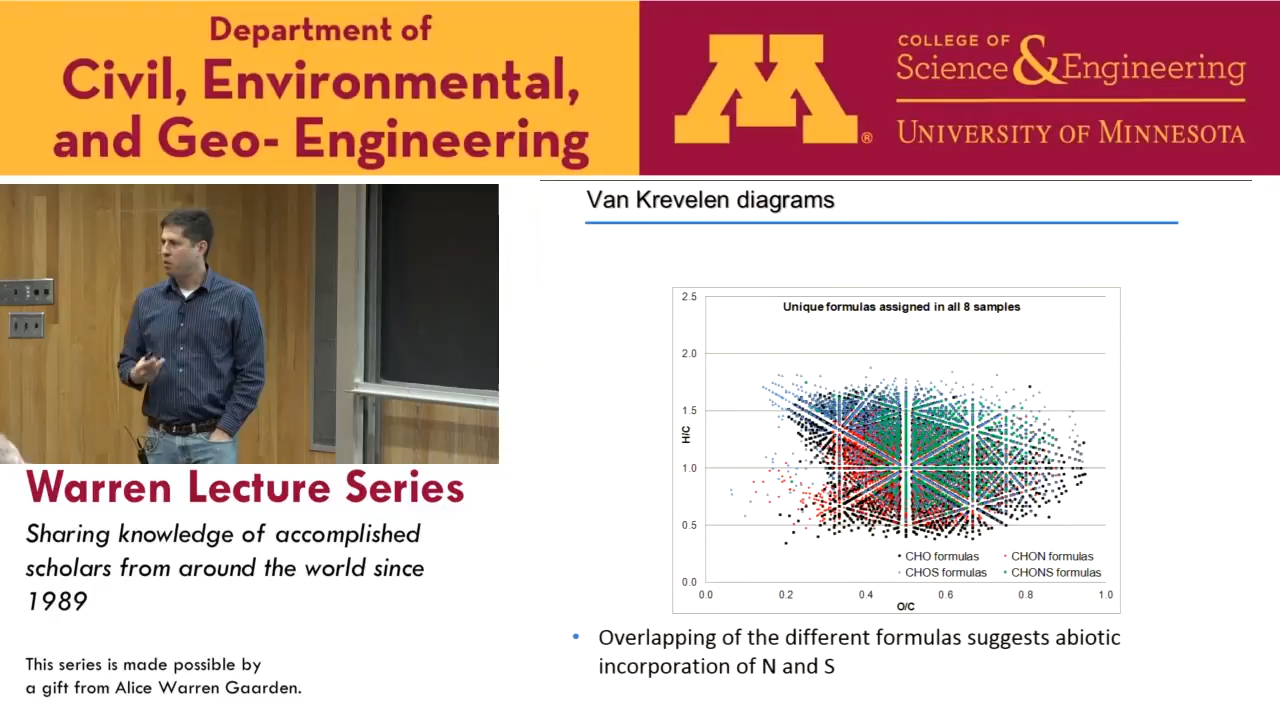 Department of
Civil, Environmental,
and Geo- Engineering
M®
COLLEGE OF
Science & Engineering
UNIVERSITY OF MINNESOTA
Warren Lecture Series
Sharing knowledge of accomplished
scholars from around the world since
1989
This series is made possible by
a gift from Alice Warren Gaarden.
Van Krevelen diagrams
Unique formulas assigned in all 8 samples
2.5
2.0
1.5
1.0
0.5
0.0
H/C
CHO formulas
CHON formulas
CHOS formulas
CHONS formulas
0.0 0.2 0.4 0.6 0.8 1.0
O/C
• Overlapping of the different formulas suggests abiotic
incorporation of N and S